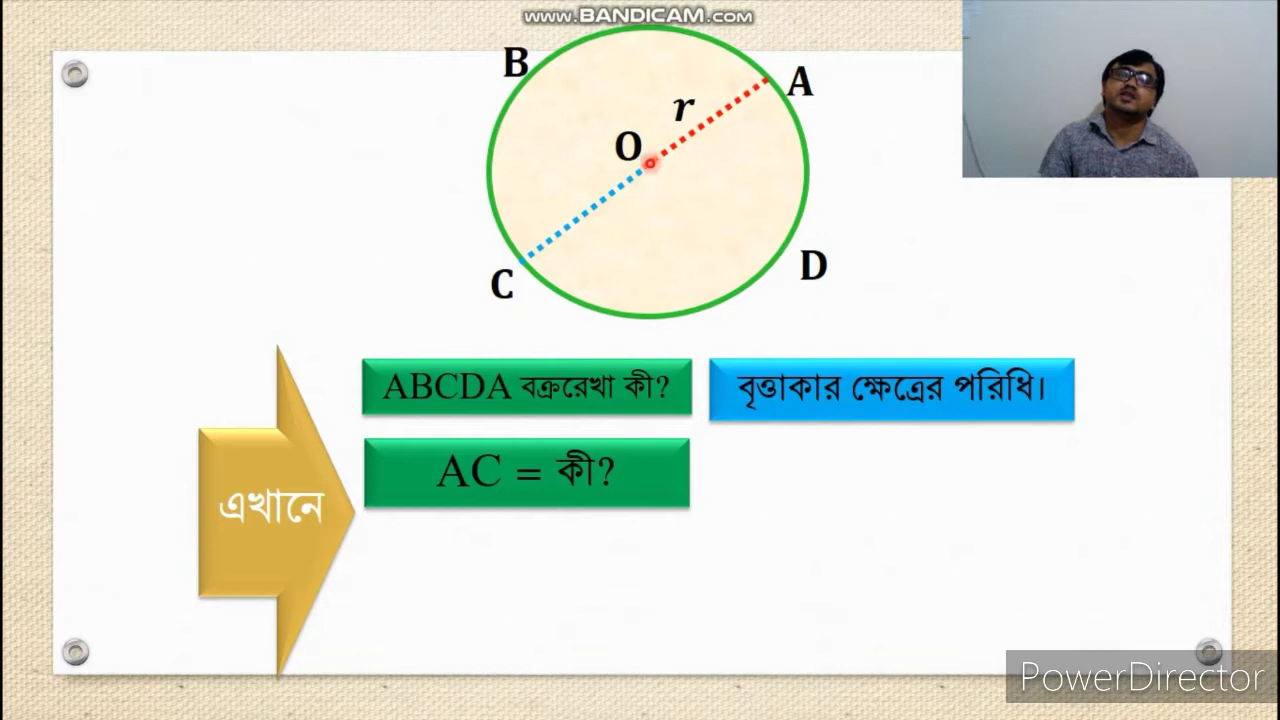 www.BANDICAM.com
B
A
r
O
C
D
ABCDA বক্ররেখা কী?
বৃত্তাকার ক্ষেত্রের পরিধি।
AC = কী?
এখানে
PowerDirector